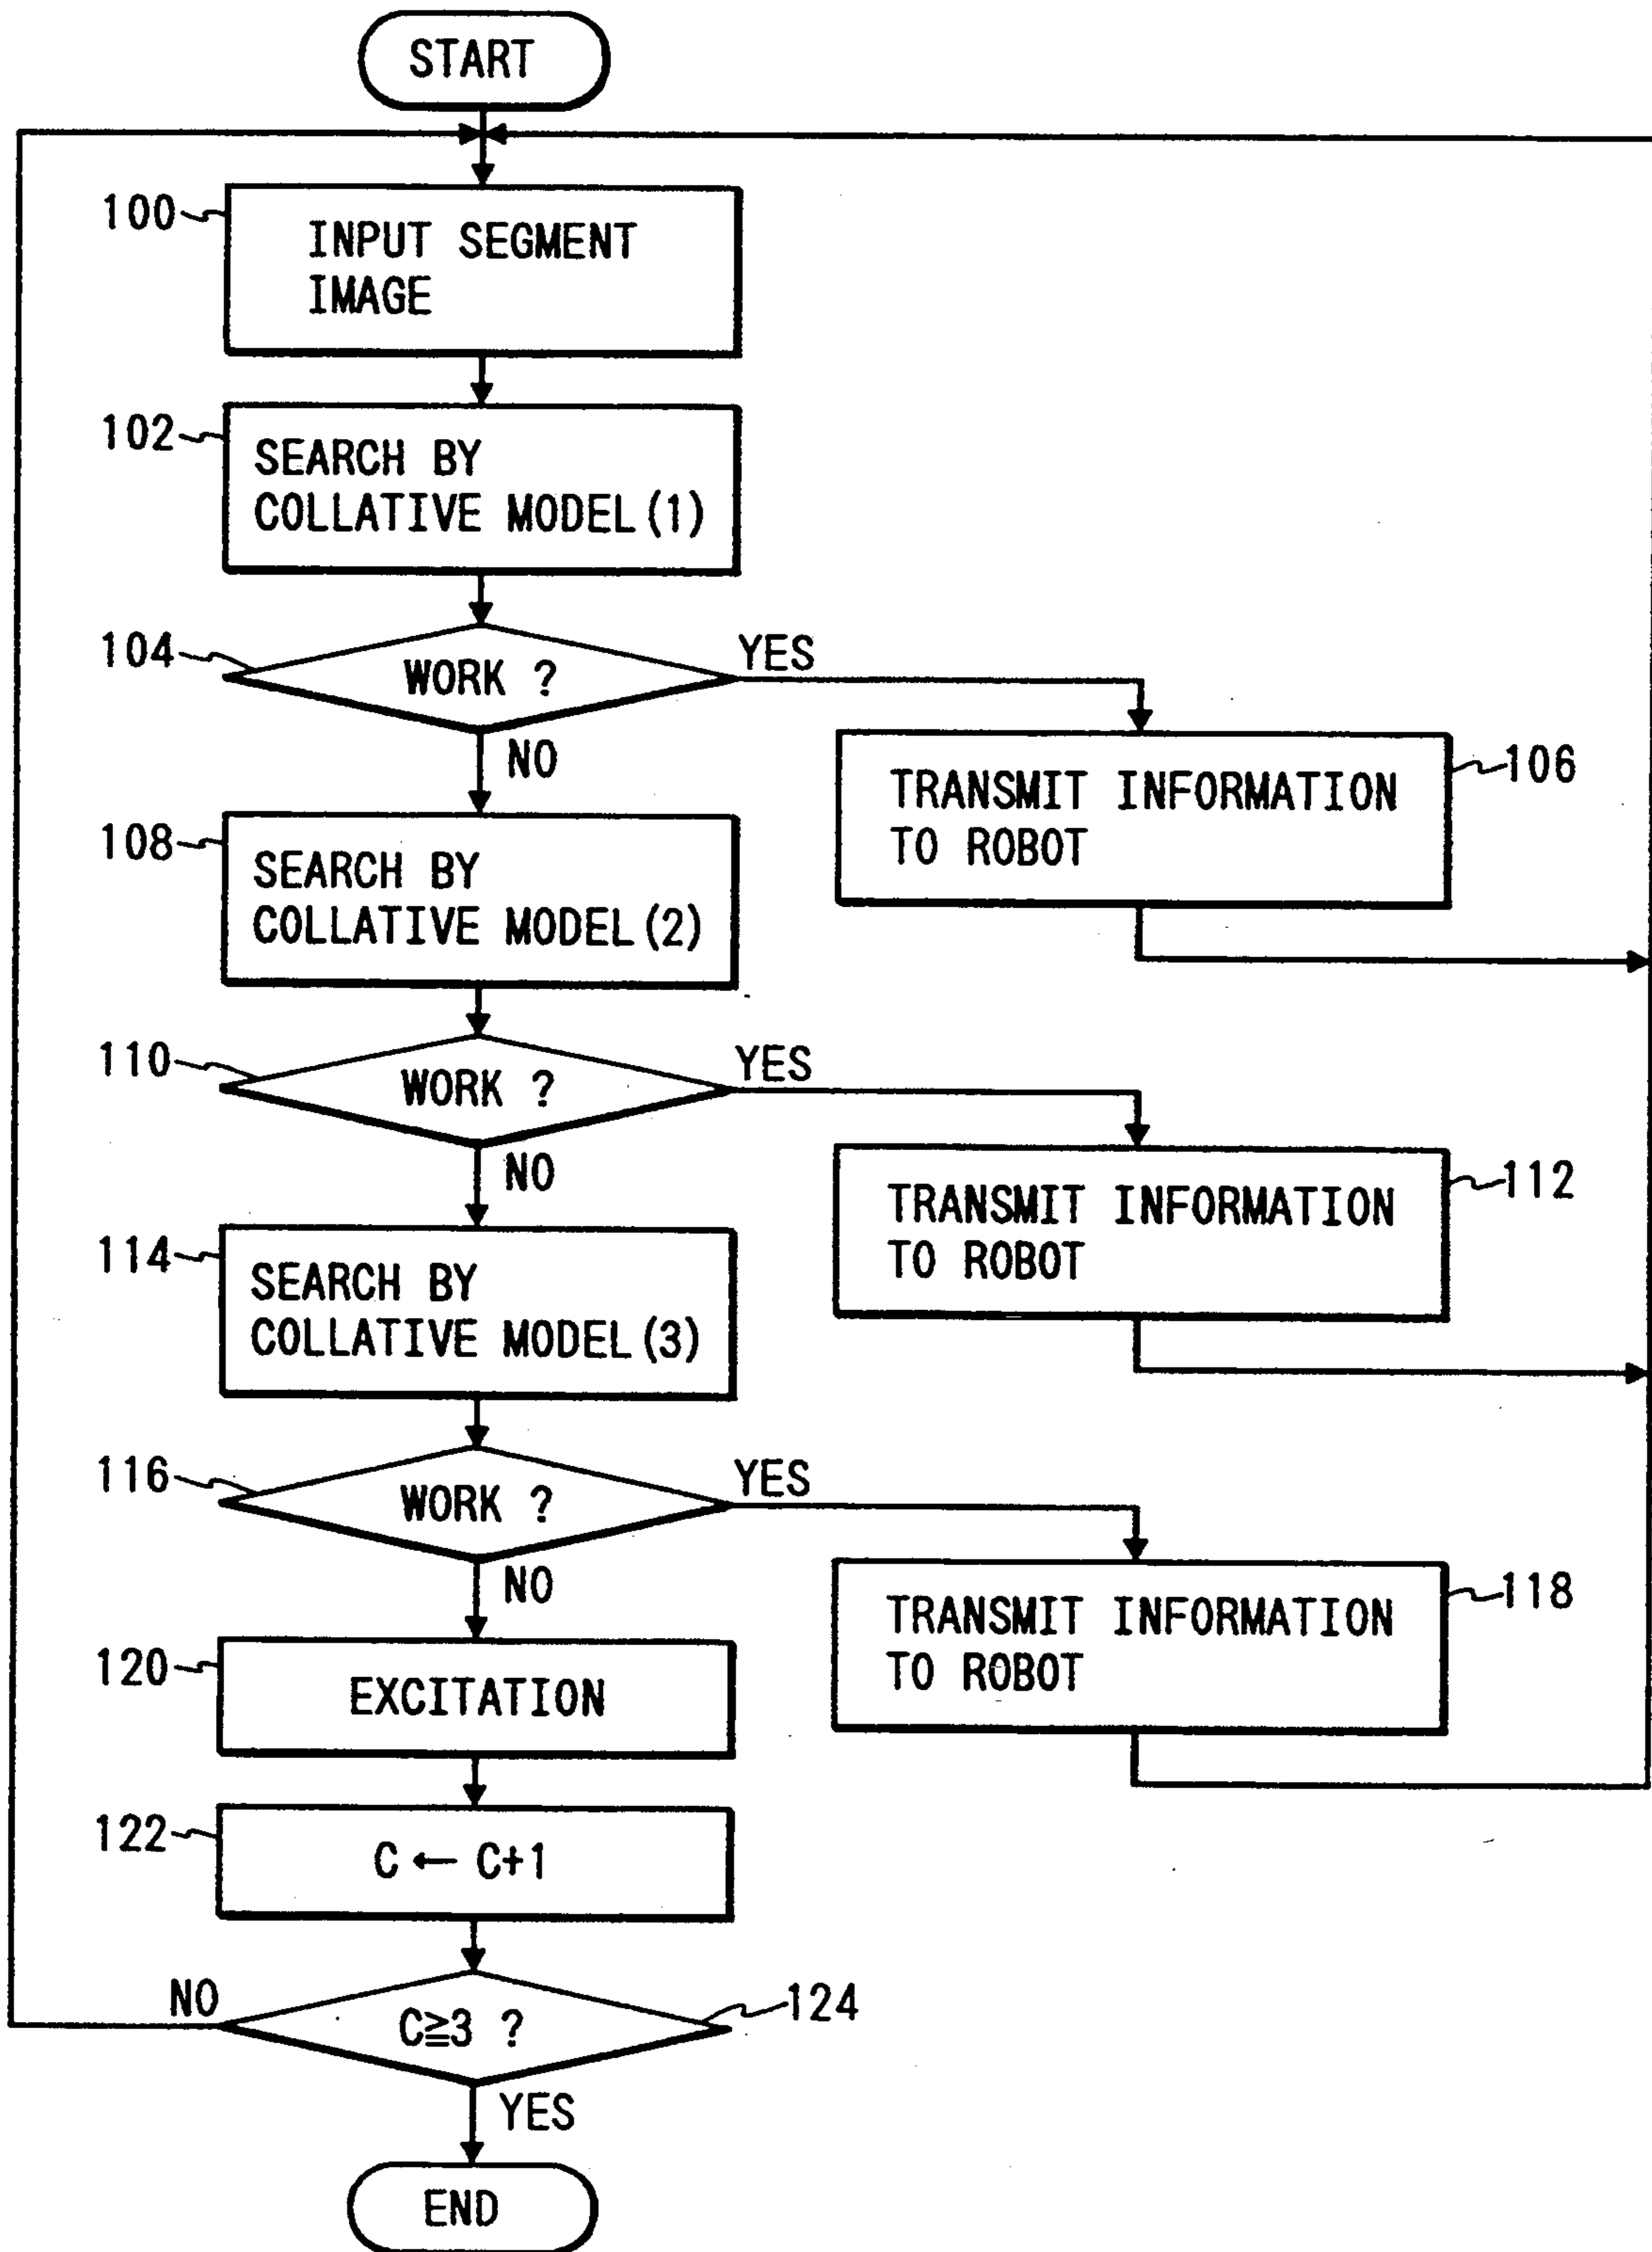 START
100
INPUT SEGMENT
IMAGE
102
SEARCH BY
COLLATIVE MODEL(1)
104
WORK ?
YES
NO
106
TRANSMIT INFORMATION
TO ROBOT
108
SEARCH BY
COLLATIVE MODEL(2)
110
WORK ?
YES
NO
112
TRANSMIT INFORMATION
TO ROBOT
114
SEARCH BY
COLLATIVE MODEL(3)
116
WORK ?
YES
NO
118
TRANSMIT INFORMATION
TO ROBOT
120
EXCITATION
122
C ← C+1
NO
C≧3 ?
124
YES
END